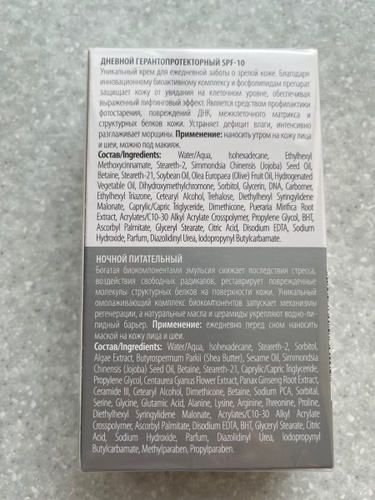 ДНЕВНОЙ ГЕРАНТОПРОТЕКТОРНЫЙ SPF-10
Уникальный крем для ежедневной заботы о зрелой коже. Благодаря
инновационному биоактивному комплексу и фосфолипидам препарат
защищает кожу от увядания на клеточном уровне, обеспечивая
выраженный лифтинговый эффект. Является средством профилактики
фотостарения, повреждений ДНК, межклеточного матрикса и
структурных белков кожи. Устраняет дефицит влаги, интенсивно
разглаживает морщины. Применение: наносить утром на кожу лица
и шеи, можно под макияж.
Состав/Ingredients: Water/Aqua, Isohexadecane, Ethylhexyl
Methoxycinnamate, Steareth-2, Simmondsia Chinensis (Jojoba) Seed Oil,
Betaine, Steareth-21, Soybean Oil, Olea Europaea (Olive) Fruit Oil, Hydrogenated
Vegetable Oil, Dihydroxymethylchromone, Sorbitol, Glycerin, DNA, Carbomer,
Ethylhexyl Triazone, Cetearyl Alcohol, Trehalose, Diethylhexyl Syringylidene
Malonate, Caprylic/Capric Triglyceride, Dimethicone, Pueraria Mirifica Root
Extract, Acrylates/C10-30 Alkyl Acrylate Crosspolymer, Propylene Glycol, BHT,
Ascorbyl Palmitate, Glyceryl Stearate, Citric Acid, Disodium EDTA, Sodium
Hydroxide, Parfum, Diazolidinyl Urea, Iodopropynyl Butylcarbamate.
НОЧНОЙ ПИТАТЕЛЬНЫЙ
Богатая биокомпонентами эмульсия снижает последствия стресса,
воздействия свободных радикалов, реставрирует поврежденные
молекулы структурных белков на поверхности кожи. Уникальный
омолаживающий комплекс биокомпонентов запускает механизмы
регенерации, а натуральные масла и церамиды укрепляют водно-ли-
пидный барьер. Применение: ежедневно перед сном наносить
маской на кожу лица и шеи.
Состав/Ingredients: Water/Aqua, Isohexadecane, Steareth-2, Sorbitol,
Algae Extract, Butyrospermum Parkii (Shea Butter), Sesame Oil, Simmondsia
Chinensis (Jojoba) Seed Oil, Betaine, Steareth-21, Caprylic/Capric Triglyceride,
Propylene Glycol, Centaurea Cyanus Flower Extract, Panax Ginseng Root Extract,
Ceramide III, Cetearyl Alcohol, Dimethicone, Betaine, Sodium PCA, Sorbitol,
Serine, Glycine, Glutamic Acid, Alanine, Lysine, Arginine, Threonine, Proline,
Diethylhexyl Syringylidene Malonate, Acrylates/C10-30 Alkyl Acrylate
Crosspolymer, Ascorbyl Palmitate, Disodium EDTA, BHT, Glyceryl Stearate, Citric
Acid, Sodium Hydroxide, Parfum, Diazolidinyl Urea, Iodopropynyl
Butylcarbamate, Methylparaben, Propylparaben.